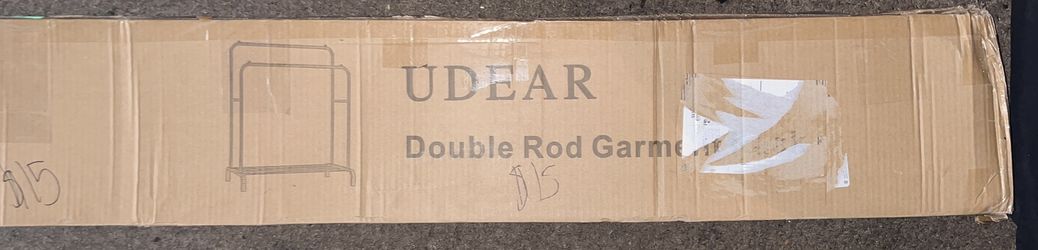 UDEAR
Double Rod Garment
$15
$15